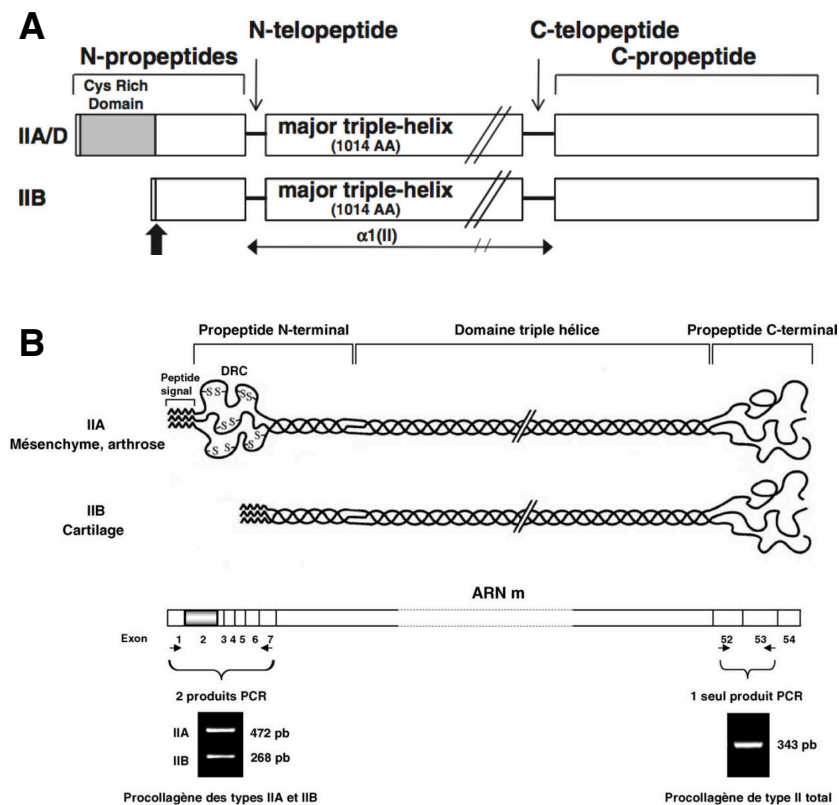 A
N-telopeptide
C-telopeptide
N-propeptides
C-propeptide
Cys Rich
Domain
IIA/D
major triple-helix
(1014 AA)
IIB
major triple-helix
(1014 AA)
α1(II)
B
Propeptide N-terminal
Domaine triple hélice
Propeptide C-terminal
Peptide
signal
DRC
S S
S S
S S
S S
S S
IIA
Mésenchyme, arthrose
IIB
Cartilage
ARN m
Exon 1 2 3 4 5 6 7 52 53 54
2 produits PCR
1 seul produit PCR
IIA 472 pb
IIB 268 pb
343 pb
Procollagène des types IIA et IIB
Procollagène de type II total